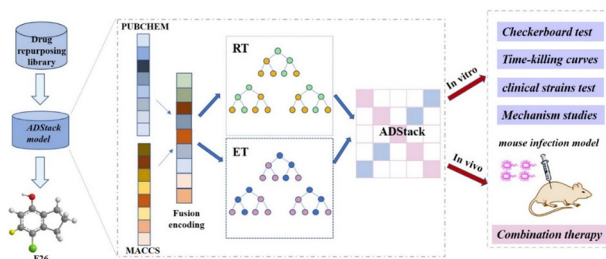 Drug
repurposing
library
ADStack
model
F26
PUBCHEM
MACCS
Fusion
encoding
RT
ET
ADStack
In vitro
In vivo
Checkerboard test
Time-killing curves
clinical strains test
Mechanism studies
mouse infection model
Combination therapy